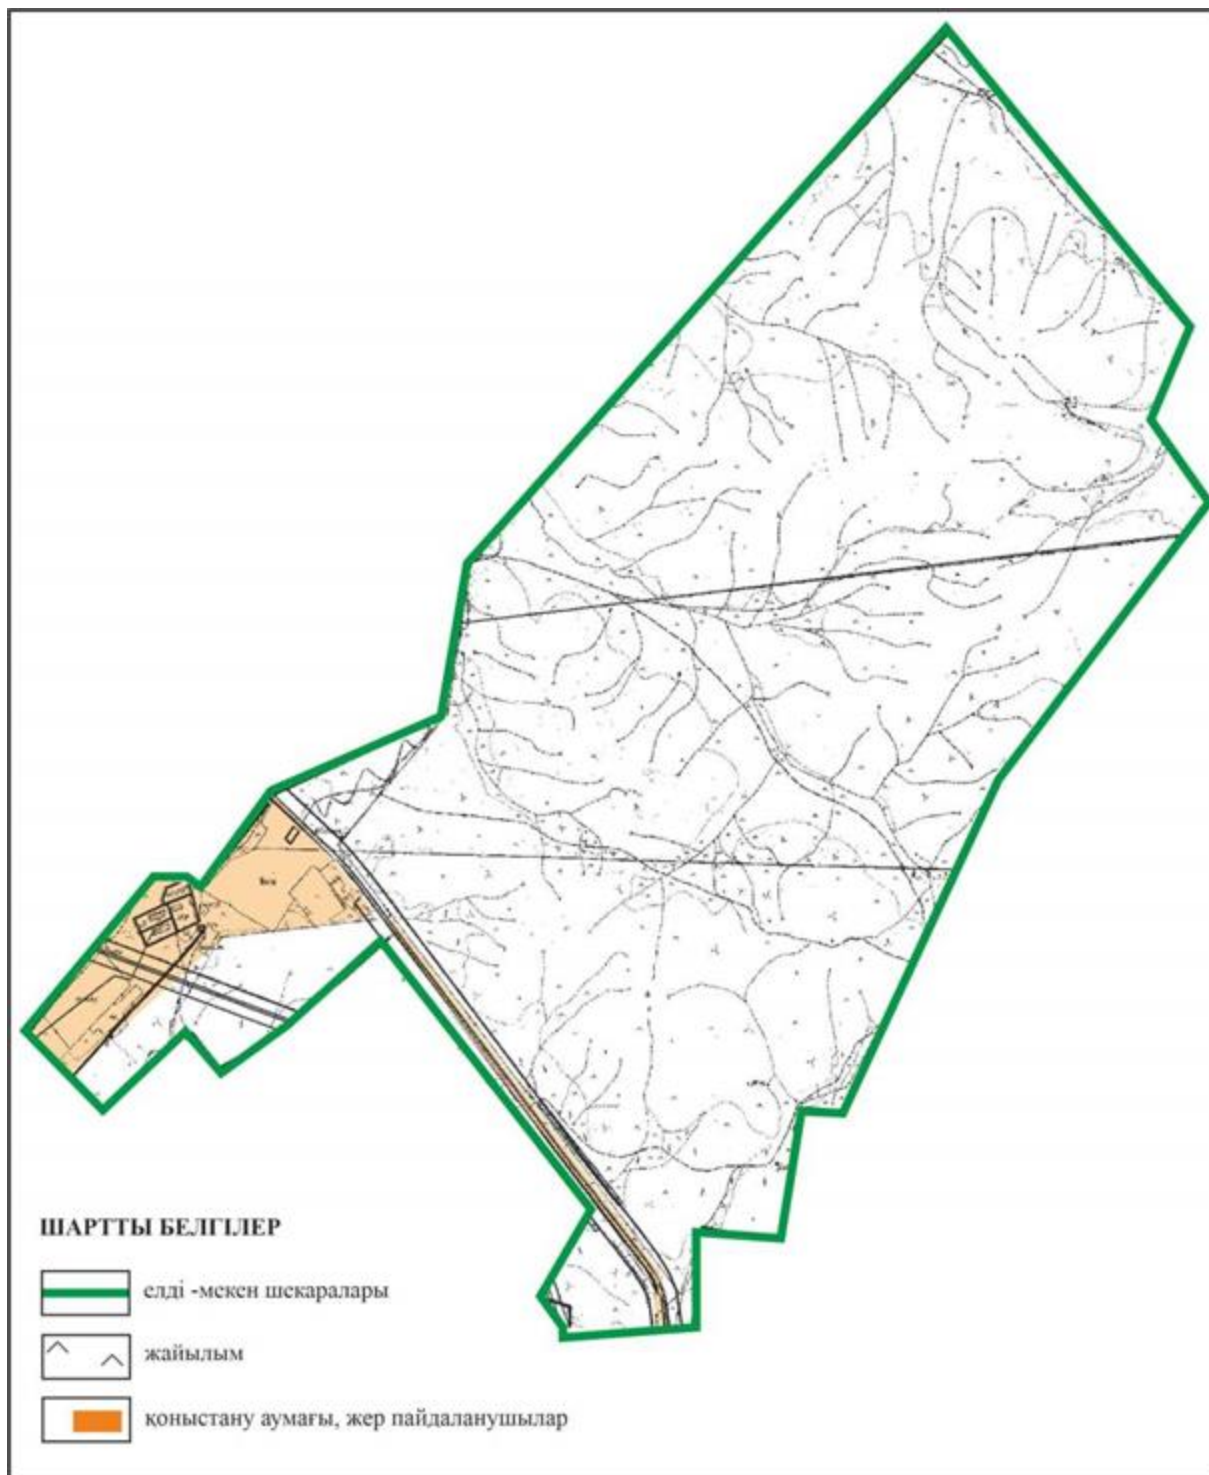 ШАРТТЫ БЕЛГІЛЕР
елді -мекен шекаралары
жайылым
қоныстану аумағы, жер пайдаланушылар